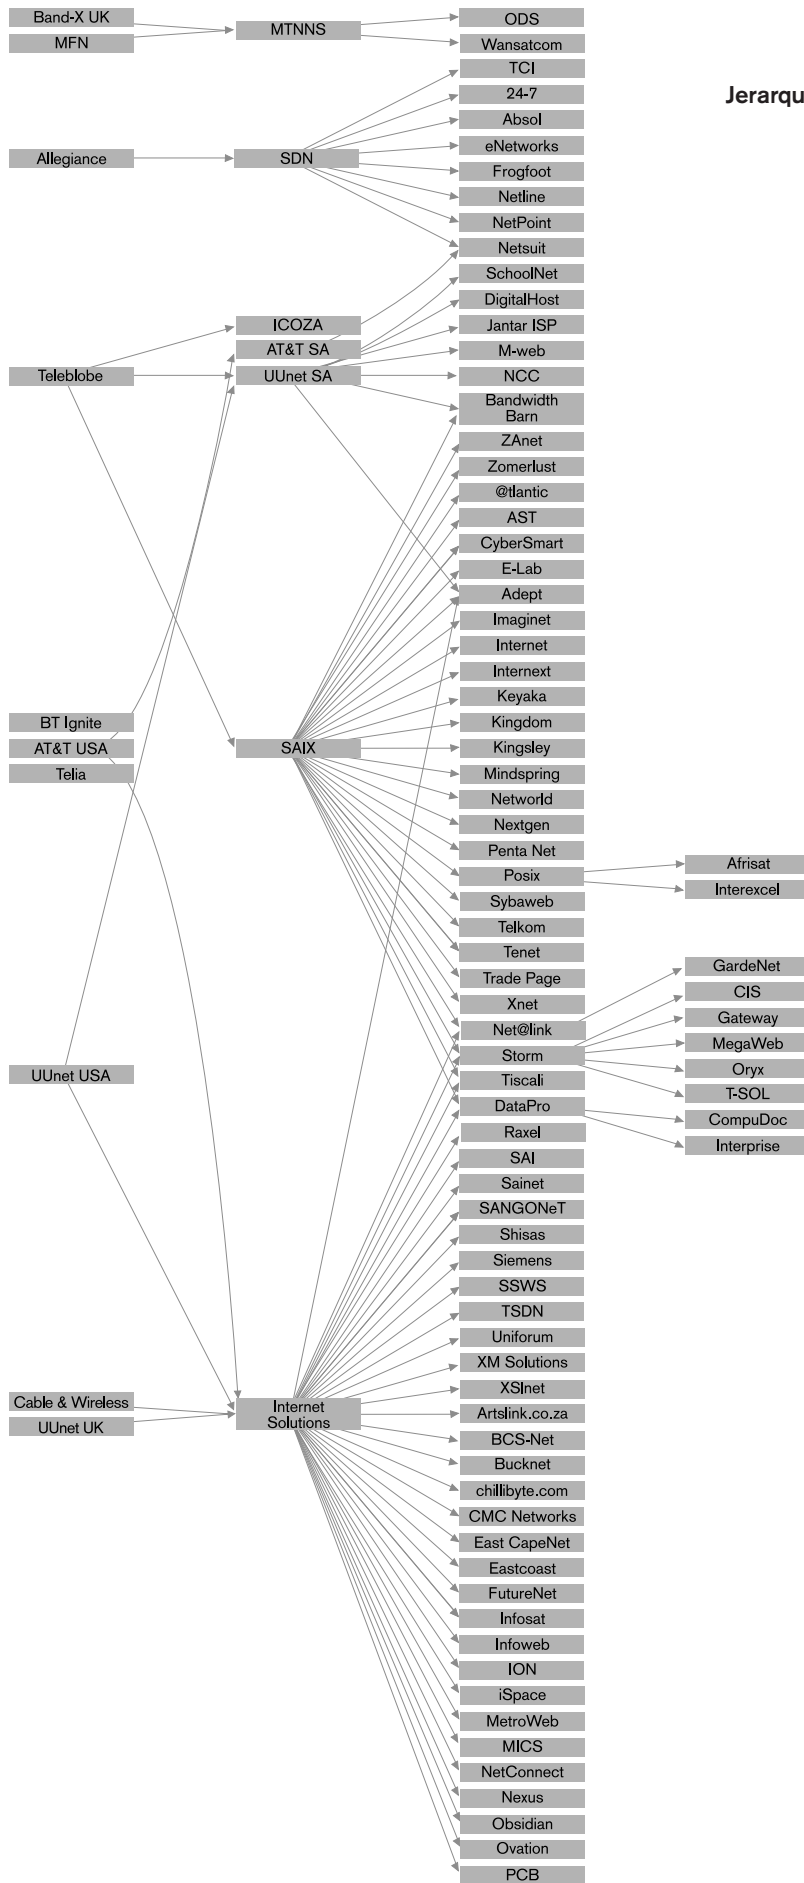 Jerarqu
Band-X UK
MFN
Allegiance
Teleblobe
BT Ignite
AT&T USA
Telia
UUnet USA
Cable & Wireless
UUnet UK
MTNNS
SDN
ICOZA
AT&T SA
UUnet SA
SAIX
Internet
Solutions
ODS
Wansatcom
TCI
24-7
Absol
eNetworks
Frogfoot
Netline
NetPoint
Netsuit
SchoolNet
DigitalHost
Jantar ISP
M-web
NCC
Bandwidth
Barn
ZAnet
Zomerlust
@tlantic
AST
CyberSmart
E-Lab
Adept
Imaginet
Internet
Internext
Keyaka
Kingdom
Kingsley
Mindspring
Networld
Nextgen
Penta Net
Posix
Sybaweb
Telkom
Tenet
Trade Page
Xnet
Net@link
Storm
Tiscali
DataPro
Raxel
SAI
Sainet
SANGONeT
Shisas
Siemens
SSWS
TSDN
Uniforum
XM Solutions
XSInet
Artslink.co.za
BCS-Net
Bucknet
chillibyte.com
CMC Networks
East CapeNet
Eastcoast
FutureNet
Infosat
Infoweb
ION
iSpace
MetroWeb
MICS
NetConnect
Nexus
Obsidian
Ovation
PCB
Afrisat
Interexcel
GardeNet
CIS
Gateway
MegaWeb
Oryx
T-SOL
CompuDoc
Interprise